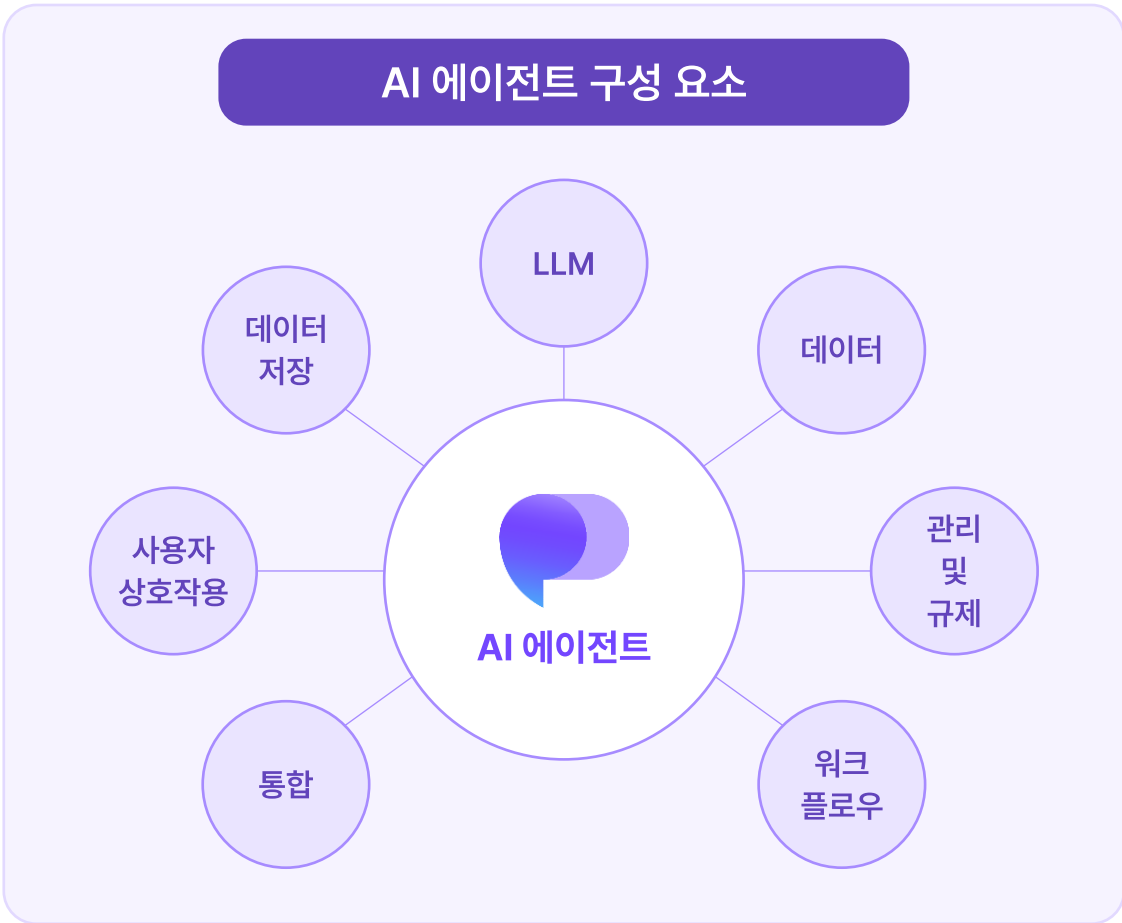 AI 에이전트 구성 요소
LLM
데이터
저장
데이터
사용자
상호작용
관리
및
규제
AI 에이전트
통합
워크
플로우